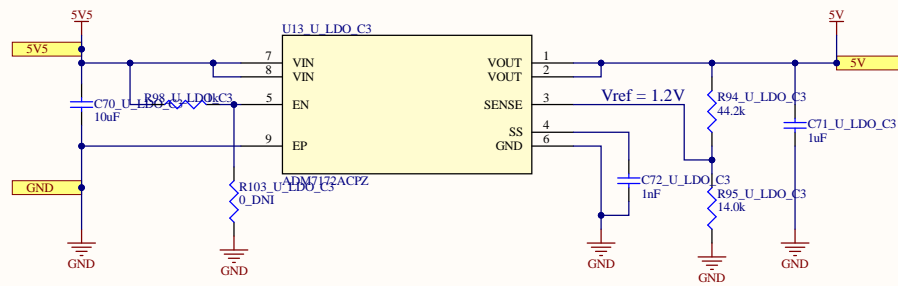 5V5
U13_U_LDO_C3
5V
5V5
7
VIN
VOUT
1
5V
8
VIN
VOUT
2
R98_U_LDO_C3
1k
5
EN
SENSE
3
Vref = 1.2V
R94_U_LDO_C3
44.2k
C70_U_LDO_C3
10uF
C71_U_LDO_C3
1uF
SS
4
9
EP
GND
6
ADM7172ACPZ
GND
R103_U_LDO_C3
0_DNI
C72_U_LDO_C3
1nF
R95_U_LDO_C3
14.0k
GND
GND
GND
GND
GND